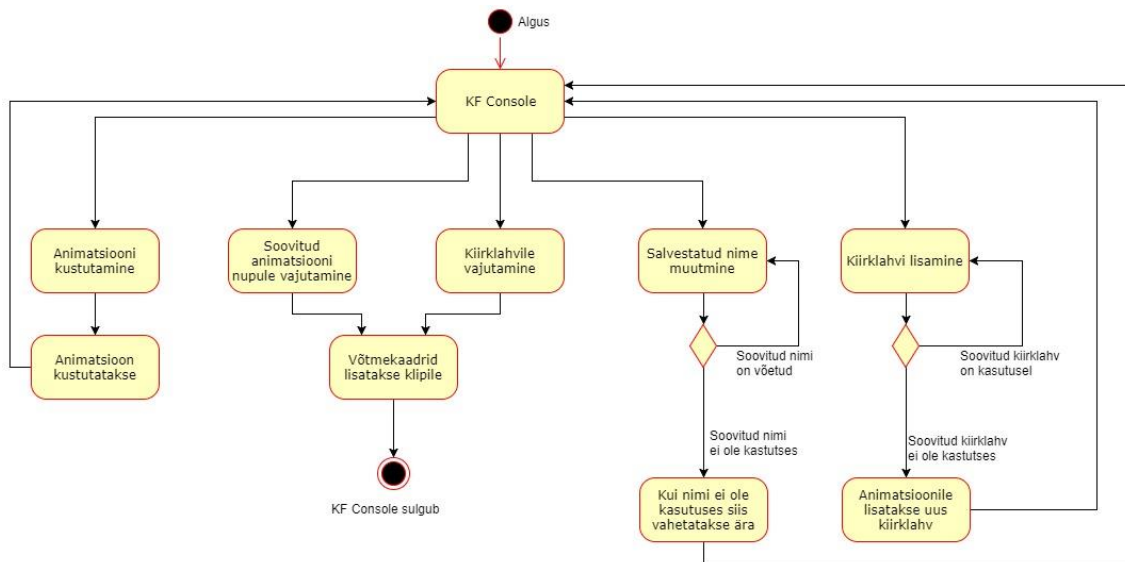 Algus
KF Console
Animatsiooni
kustutamine
Soovitud
animatsiooni
nupule vajutamine
Kiirklahvile
vajutamine
Salvestatud nime
muutmine
Kiirklahvi lisamine
Animatsioon
kustutatakse
Võtmekaadrid
lisatakse klipile
Soovitud nimi
on võetud
Soovitud kiirklahv
on kasutusel
Soovitud nimi
ei ole kastutses
Soovitud kiirklahv
ei ole kastutses
KF Console sulgub
Kui nimi ei ole
kasutuses siis
vahetatakse ära
Animatsioonile
lisatakse uus
kiirklahv